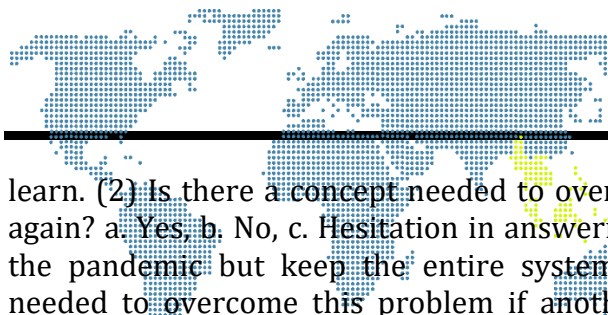 learn. (2) Is there a concept needed to over
again? a. Yes, b. No, c. Hesitation in answeri
the pandemic but keep the entire system
needed to overcome this problem if anoth